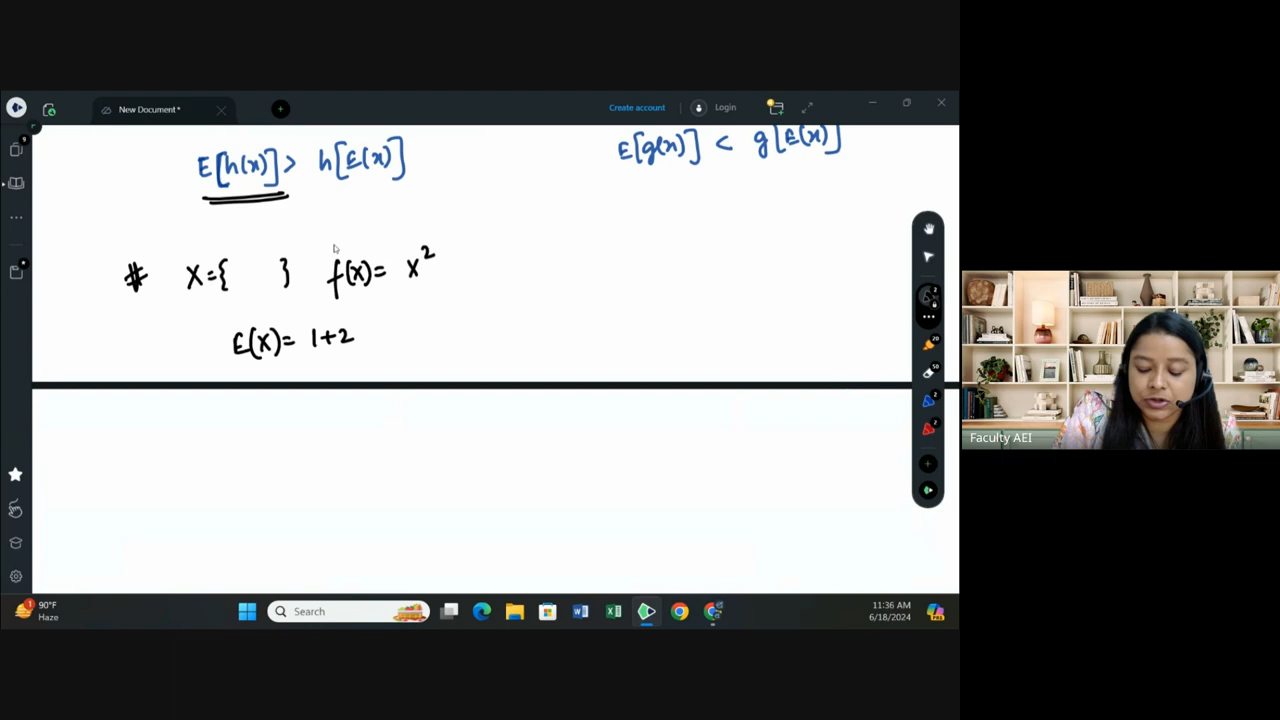 New Document*
Create account
Login
E[h(x)] > h[E(x)]
E[g(x)] < g[E(x)]
# X={ } f(x)= x²
E(X)= 1+2
Faculty AEI
90°F
Haze
Search
11:36 AM
6/18/2024